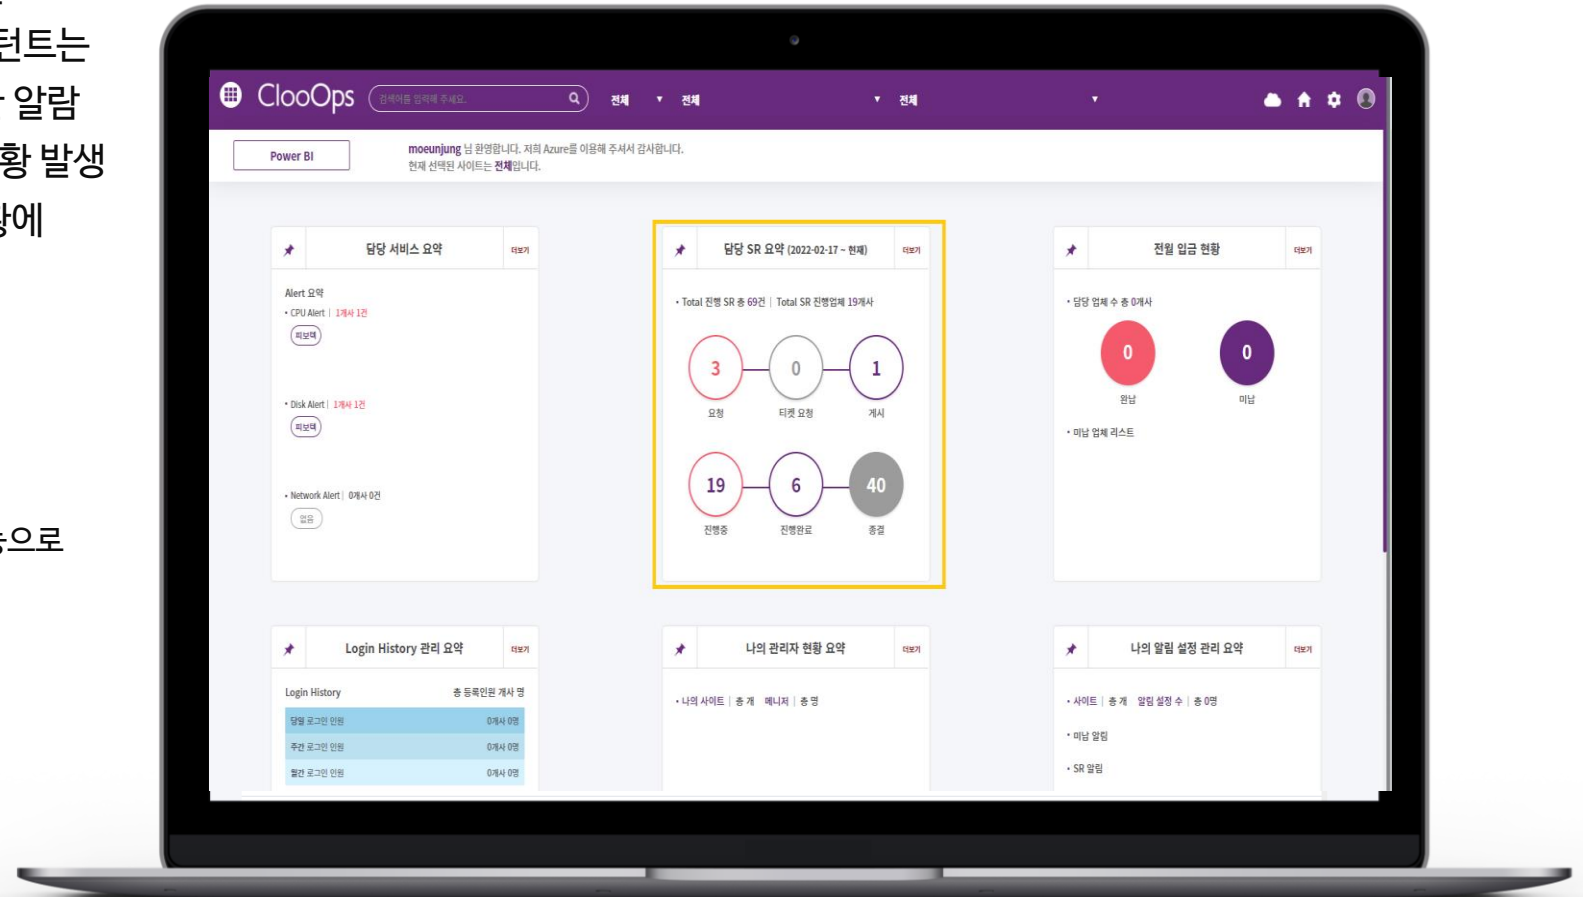 턴트는
알람
황 발생
황에
으로
ClooOps
검색어를 입력해 주세요.
전체 ▼ 전체 ▼ 전체 ▼
Power BI
moeunjung 님 환영합니다. 저희 Azure를 이용해 주셔서 감사합니다.
현재 선택된 사이트는 전체입니다.
담당 서비스 요약 더보기
Alert 요약
• CPU Alert | 1개사 1건
피보텍
• Disk Alert | 1개사 1건
피보텍
• Network Alert | 0개사 0건
없음
담당 SR 요약 (2022-02-17 ~ 현재) 더보기
• Total 진행 SR 총 69건 | Total SR 진행업체 19개사
3 0 1
요청 티켓 요청 게시
19 6 40
진행중 진행완료 종결
전월 입금 현황 더보기
• 담당 업체 수 총 0개사
0 0
완납 미납
• 미납 업체 리스트
Login History 관리 요약 더보기
Login History 총 등록인원 개사 명
당일 로그인 인원 0개사 0명
주간 로그인 인원 0개사 0명
월간 로그인 인원 0개사 0명
나의 관리자 현황 요약 더보기
• 나의 사이트 | 총 개 메니저 | 총 명
나의 알림 설정 관리 요약 더보기
• 사이트 | 총 개 알림 설정 수 | 총 0명
• 미납 알림
• SR 알림